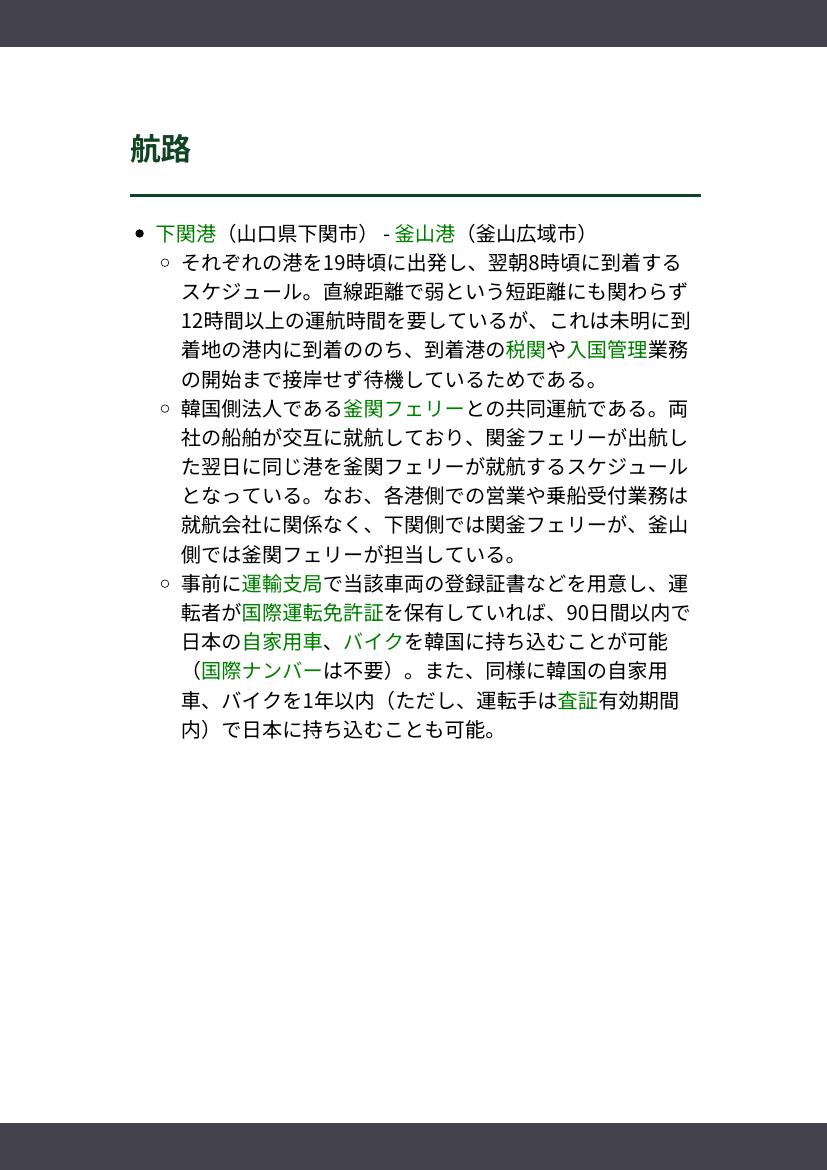 航路
下関港（山口県下関市） - 釜山港（釜山広域市）
それぞれの港を19時頃に出発し、翌朝8時頃に到着する
スケジュール。直線距離で弱という短距離にも関わらず
12時間以上の運航時間を要しているが、これは未明に到
着地の港内に到着ののち、到着港の税関や入国管理業務
の開始まで接岸せず待機しているためである。
韓国側法人である釜関フェリーとの共同運航である。両
社の船舶が交互に就航しており、関釜フェリーが出航し
た翌日に同じ港を釜関フェリーが就航するスケジュール
となっている。なお、各港側での営業や乗船受付業務は
就航会社に関係なく、下関側では関釜フェリーが、釜山
側では釜関フェリーが担当している。
事前に運輸支局で当該車両の登録証書などを用意し、運
転者が国際運転免許証を保有していれば、90日間以内で
日本の自家用車、バイクを韓国に持ち込むことが可能
（国際ナンバーは不要）。また、同様に韓国の自家用
車、バイクを1年以内（ただし、運転手は査証有効期間
内）で日本に持ち込むことも可能。